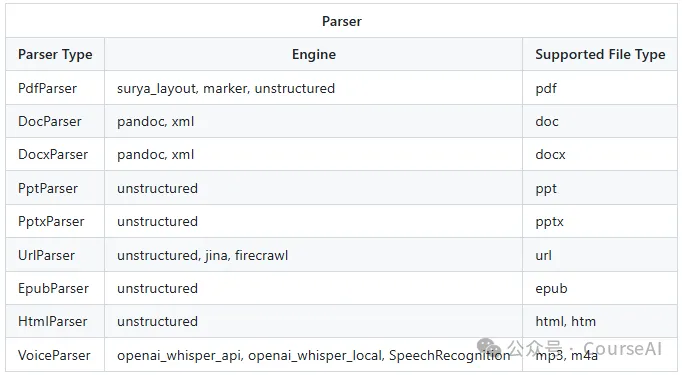 Parser
Parser Type Engine Supported File Type
PdfParser surya_layout, marker, unstructured pdf
DocParser pandoc, xml doc
DocxParser pandoc, xml docx
PptParser unstructured ppt
PptxParser unstructured pptx
UrlParser unstructured, jina, firecrawl url
EpubParser unstructured epub
HtmlParser unstructured html, htm
VoiceParser openai_whisper_api, openai_whisper_local, SpeechRecognition mp3, m4a
公众号 · CourseAI